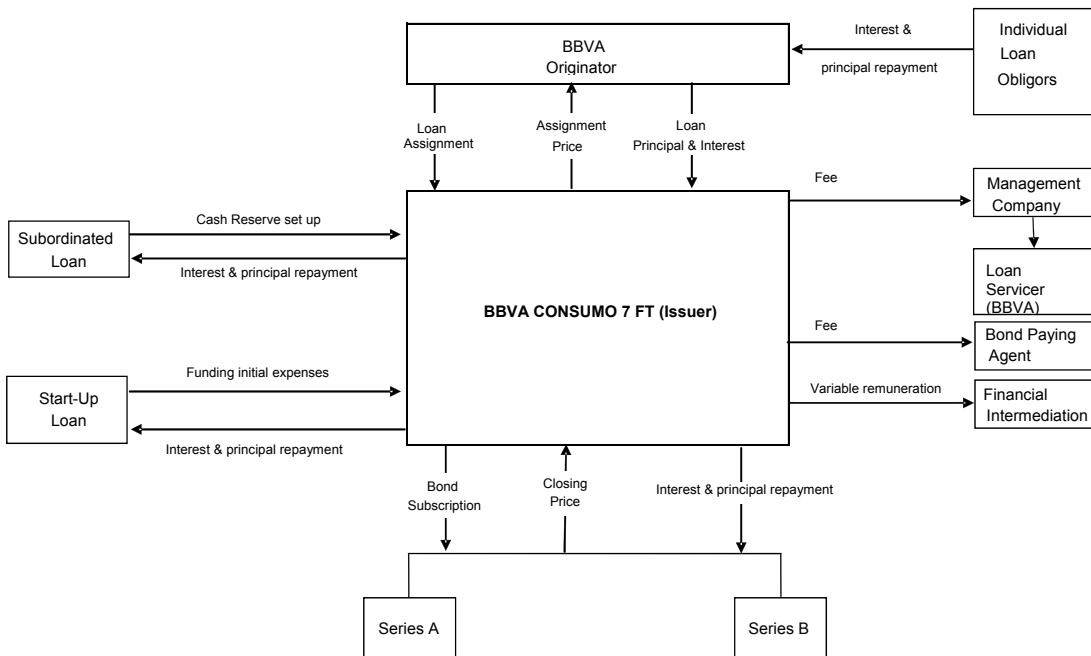 BBVA
Originator
Interest &
principal repayment
Individual
Loan
Obligors
Loan
Assignment
Assignment
Price
Loan
Principal & Interest
Fee
Management
Company
Subordinated
Loan
Cash Reserve set up
Interest & principal repayment
Loan
Servicer
(BBVA)
BBVA CONSUMO 7 FT (Issuer)
Fee
Bond Paying
Agent
Start-Up
Loan
Funding initial expenses
Interest & principal repayment
Variable remuneration
Financial
Intermediation
Bond
Subscription
Closing
Price
Interest & principal repayment
Series A
Series B